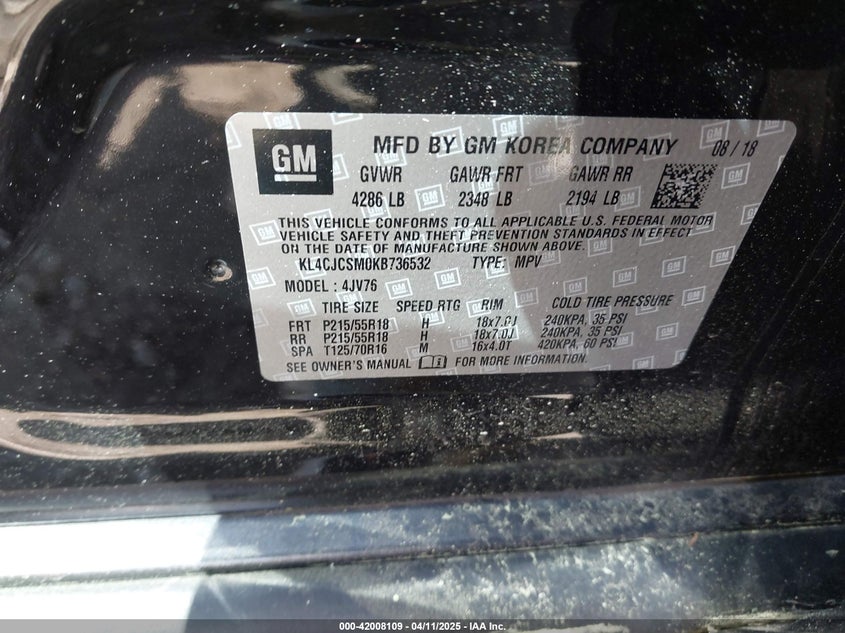 GM
MFD BY GM KOREA COMPANY 08/18
GVWR GAWR FRT GAWR RR
4286 LB 2348 LB 2194 LB
THIS VEHICLE CONFORMS TO ALL APPLICABLE U.S. FEDERAL MOTOR
VEHICLE SAFETY AND THEFT PREVENTION STANDARDS IN EFFECT
ON THE DATE OF MANUFACTURE SHOWN ABOVE.
KL4CJCSM0KB736532 TYPE: MPV
MODEL : 4JV76
TIRE SIZE SPEED RTG RIM COLD TIRE PRESSURE
FRT P215/55R18 H 18x7.0J 240KPA, 35 PSI
RR P215/55R18 H 18x7.0J 240KPA, 35 PSI
SPA T125/70R16 M 16x4.0T 420KPA, 60 PSI
SEE OWNER'S MANUAL FOR MORE INFORMATION.
000-42008109 - 04/11/2025 - IAA Inc.